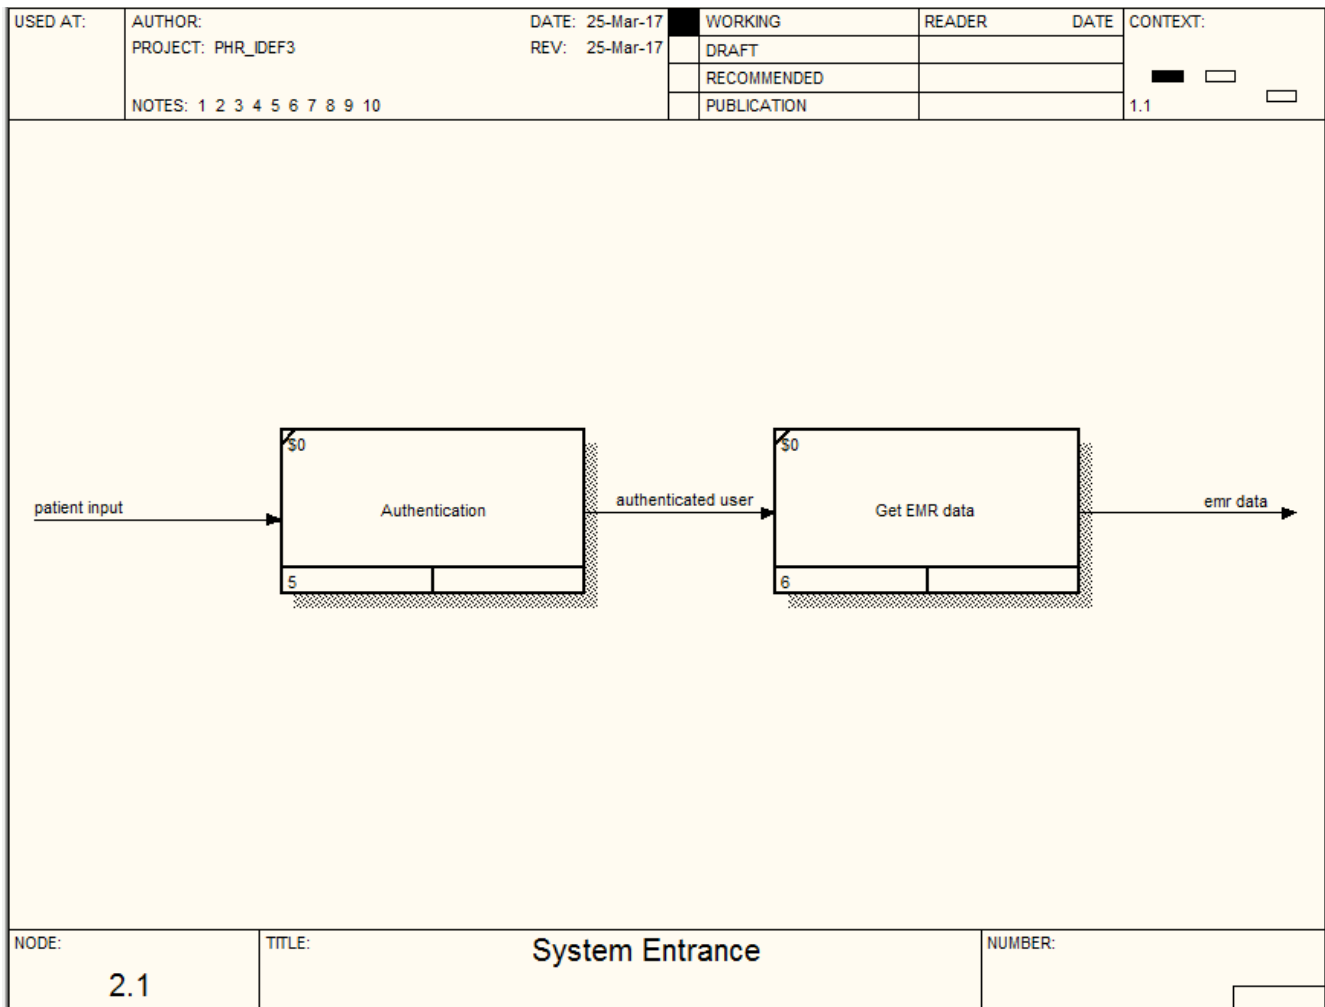 USED AT:
AUTHOR:
DATE: 25-Mar-17
PROJECT: PHR_IDEF3
REV: 25-Mar-17
NOTES: 1 2 3 4 5 6 7 8 9 10
WORKING
DRAFT
RECOMMENDED
PUBLICATION
READER
DATE
CONTEXT:
1.1
patient input
$0
Authentication
5
authenticated user
$0
Get EMR data
6
emr data
NODE:
2.1
TITLE:
System Entrance
NUMBER: